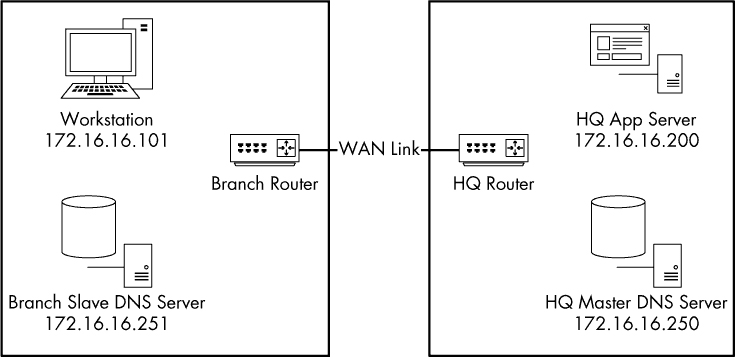 Workstation
172.16.16.101
Branch Router
WAN Link
HQ Router
HQ App Server
172.16.16.200
Branch Slave DNS Server
172.16.16.251
HQ Master DNS Server
172.16.16.250